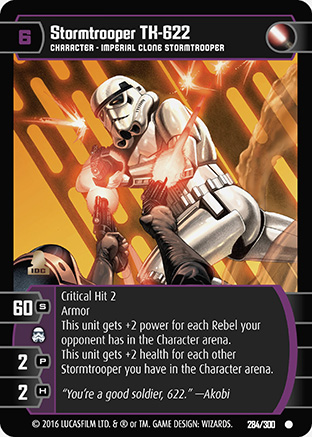 6
Stormtrooper TK-622
CHARACTER - IMPERIAL CLONE STORMTROOPER
IDC
60 S
2 P
2 H
Critical Hit 2
Armor
This unit gets +2 power for each Rebel your
opponent has in the Character arena.
This unit gets +2 health for each other
Stormtrooper you have in the Character arena.
“You’re a good soldier, 622.” —Akobi
© 2016 LUCASFILM LTD. & ® or TM. GAME DESIGN: WIZARDS.
284/300